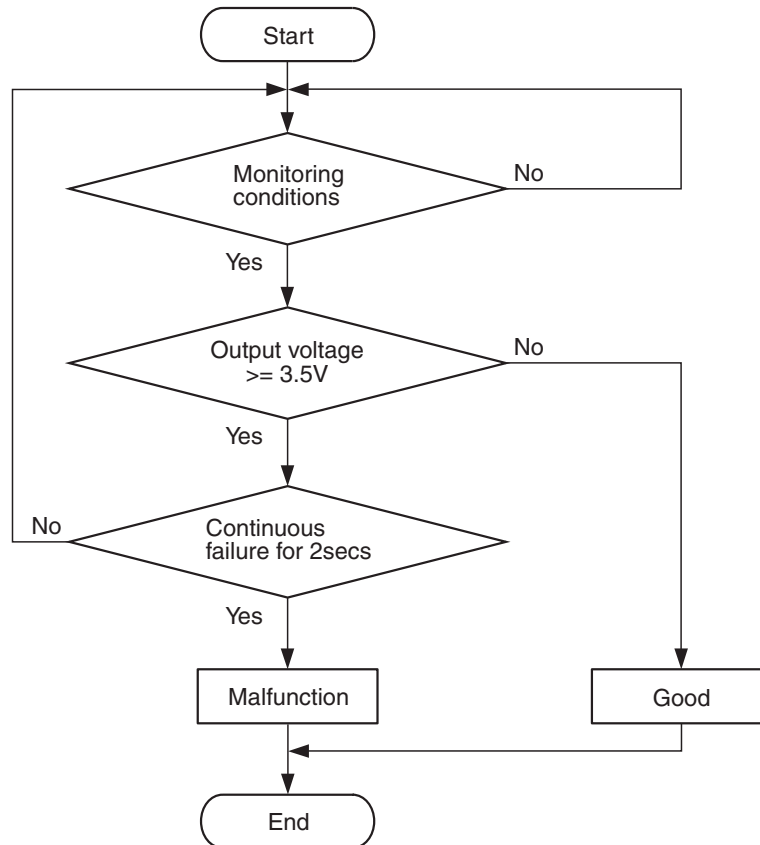 Start
Monitoring
conditions
No
Yes
Output voltage
>= 3.5V
No
Yes
Continuous
failure for 2secs
No
Yes
Malfunction
Good
End